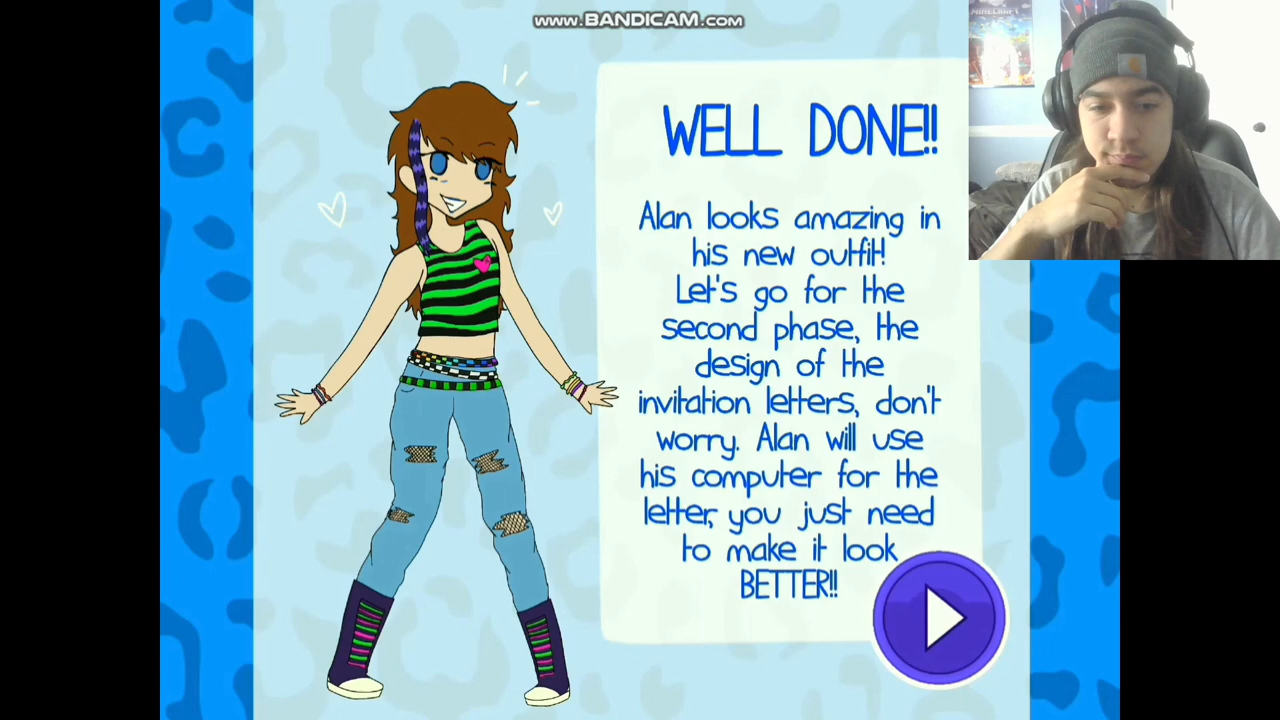 WWW.BANDICAM.COM
MINECRAFT
WELL DONE!!
Alan looks amazing in
his new outfit!
Let's go for the
second phase, the
design of the
invitation letters, don't
worry. Alan will use
his computer for the
letter, you just need
to make it look
BETTER!!